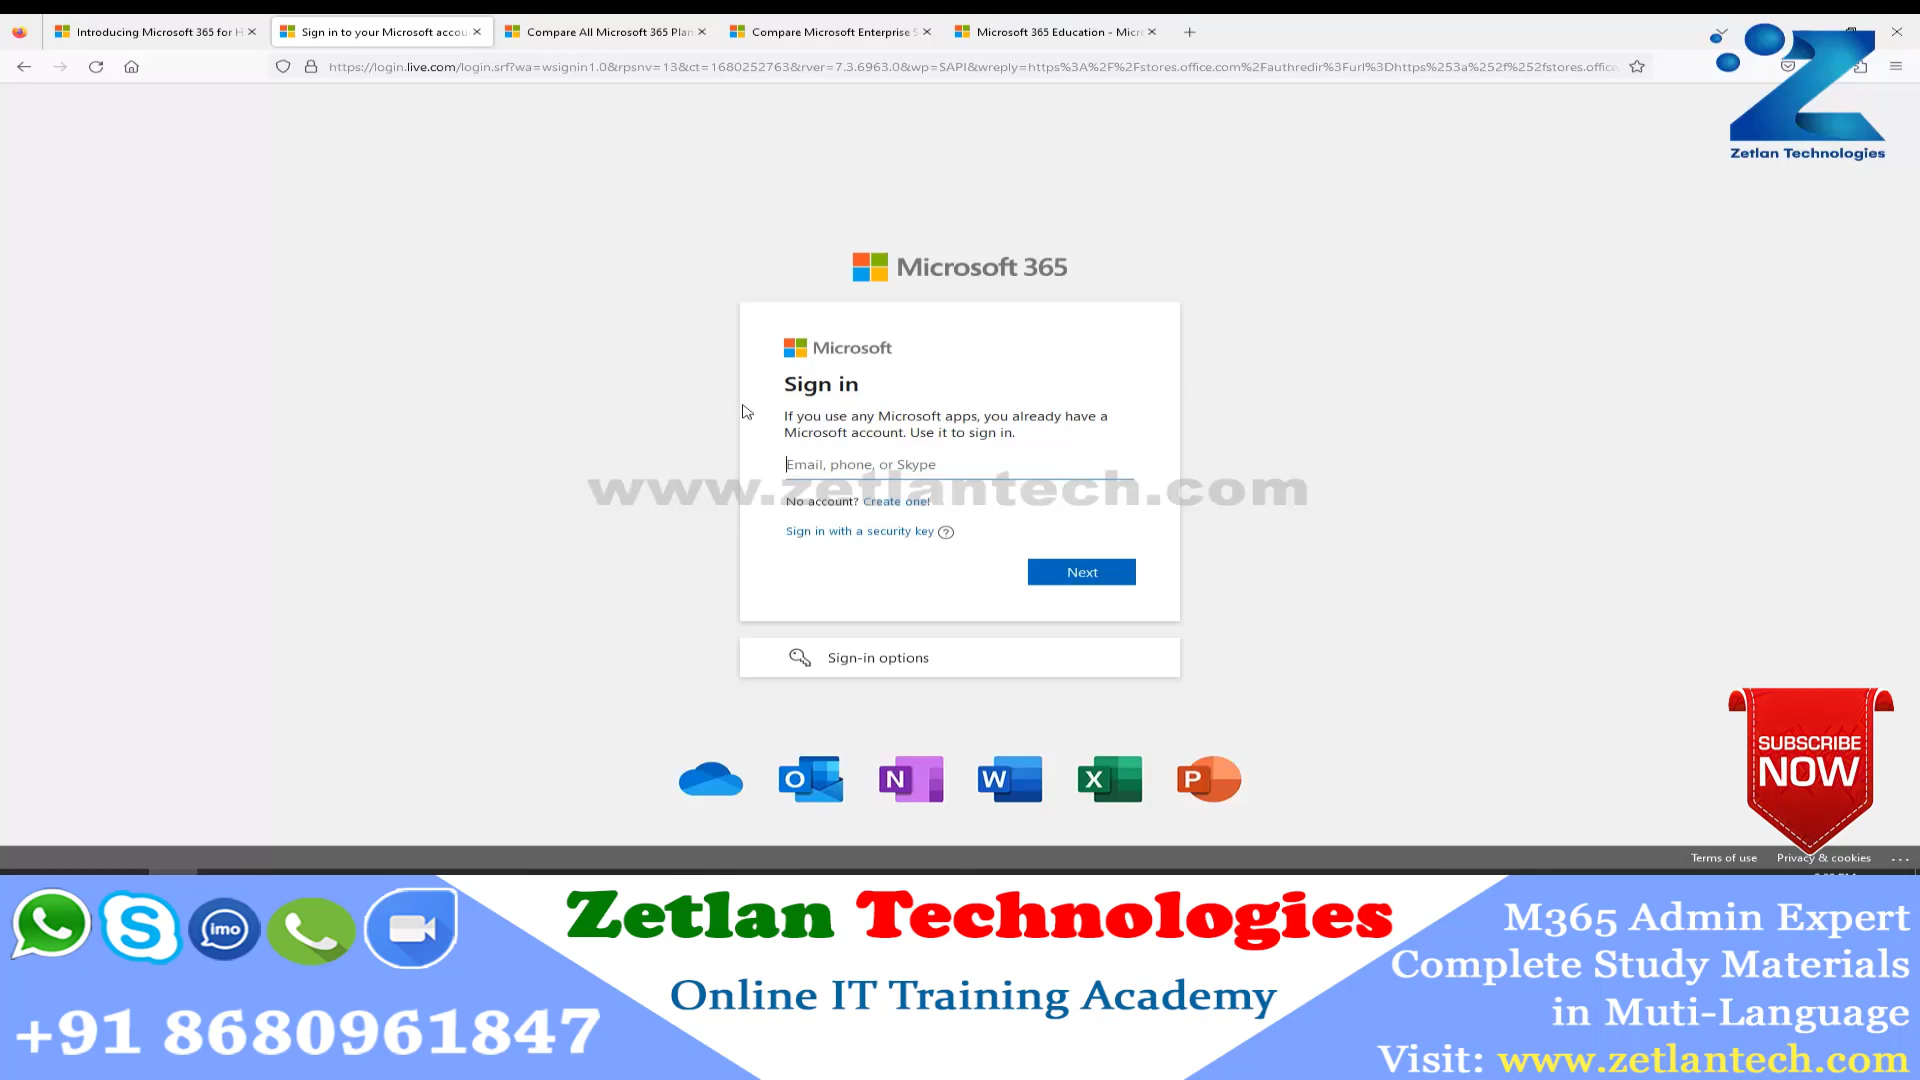 Introducing Microsoft 365 for H
Sign in to your Microsoft accou
Compare All Microsoft 365 Plan
Compare Microsoft Enterprise S
Microsoft 365 Education - Micro
https://login.live.com/login.srf?wa=wsignin1.0&rpsnv=13&ct=1680252763&rver=7.3.6963.0&wp=SAPI&wreply=https%3A%2F%2Fstores.office.com%2Fauthredir%3Furl%3Dhttps%253a%252f%252fstores.office.
Zetlan Technologies
Microsoft 365
Microsoft
Sign in
If you use any Microsoft apps, you already have a
Microsoft account. Use it to sign in.
Email, phone, or Skype
www.zetlantech.com
No account? Create one!
Sign in with a security key
Next
Sign-in options
O
N
W
X
P
SUBSCRIBE
NOW
Terms of use
Privacy & cookies
imo
+91 8680961847
Zetlan Technologies
Online IT Training Academy
M365 Admin Expert
Complete Study Materials
in Muti-Language
Visit: www.zetlantech.com